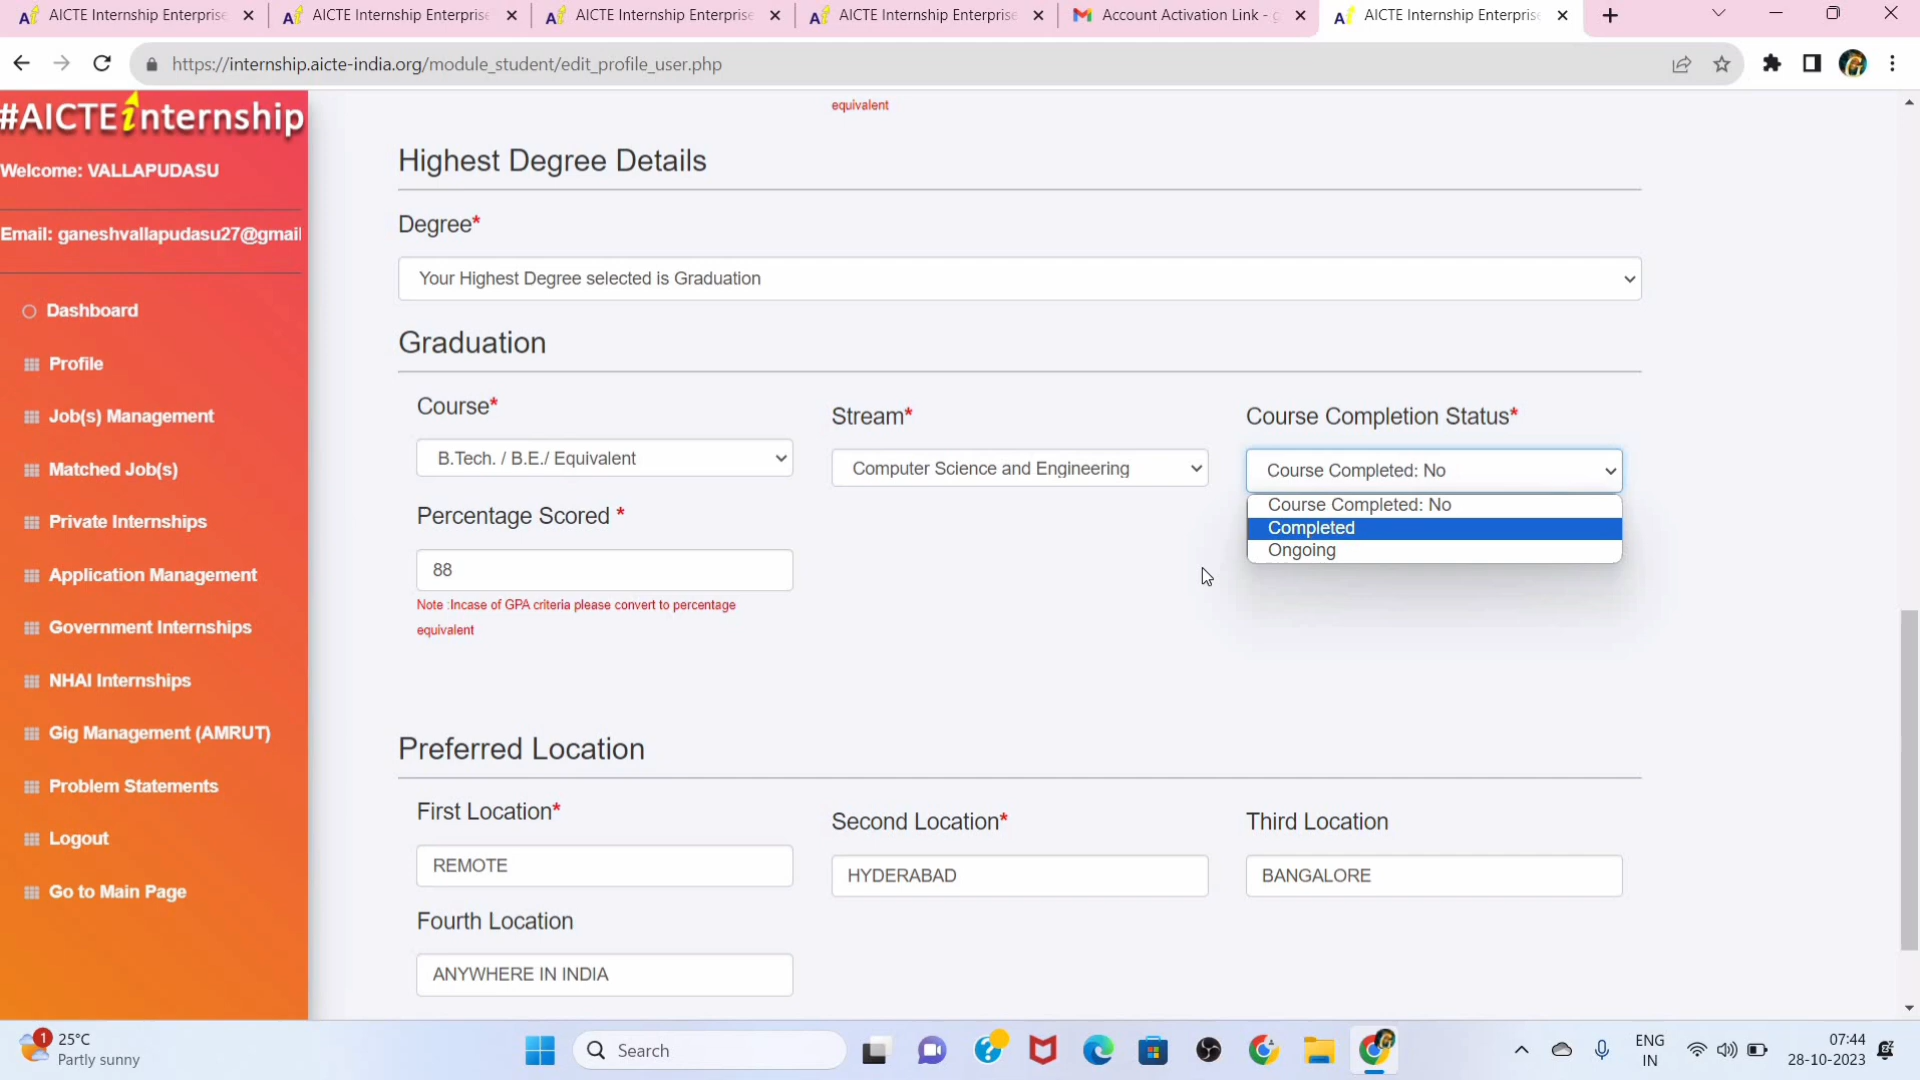 AICTE Internship Enterprise
AICTE Internship Enterprise
AICTE Internship Enterprise
AICTE Internship Enterprise
Account Activation Link - g
AICTE Internship Enterprise
https://internship.aicte-india.org/module_student/edit_profile_user.php
#AICTEinternship
Welcome: VALLAPUDASU
Email: ganeshvallapudasu27@gmail
Dashboard
Profile
Job(s) Management
Matched Job(s)
Private Internships
Application Management
Government Internships
NHAI Internships
Gig Management (AMRUT)
Problem Statements
Logout
Go to Main Page
equivalent
Highest Degree Details
Degree*
Your Highest Degree selected is Graduation
Graduation
Course*
B.Tech. / B.E./ Equivalent
Stream*
Computer Science and Engineering
Course Completion Status*
Course Completed: No
Course Completed: No
Completed
Ongoing
Percentage Scored *
88
Note :Incase of GPA criteria please convert to percentage
equivalent
Preferred Location
First Location*
REMOTE
Second Location*
HYDERABAD
Third Location
BANGALORE
Fourth Location
ANYWHERE IN INDIA
1
25°C
Partly sunny
Search
ENG
IN
07:44
28-10-2023